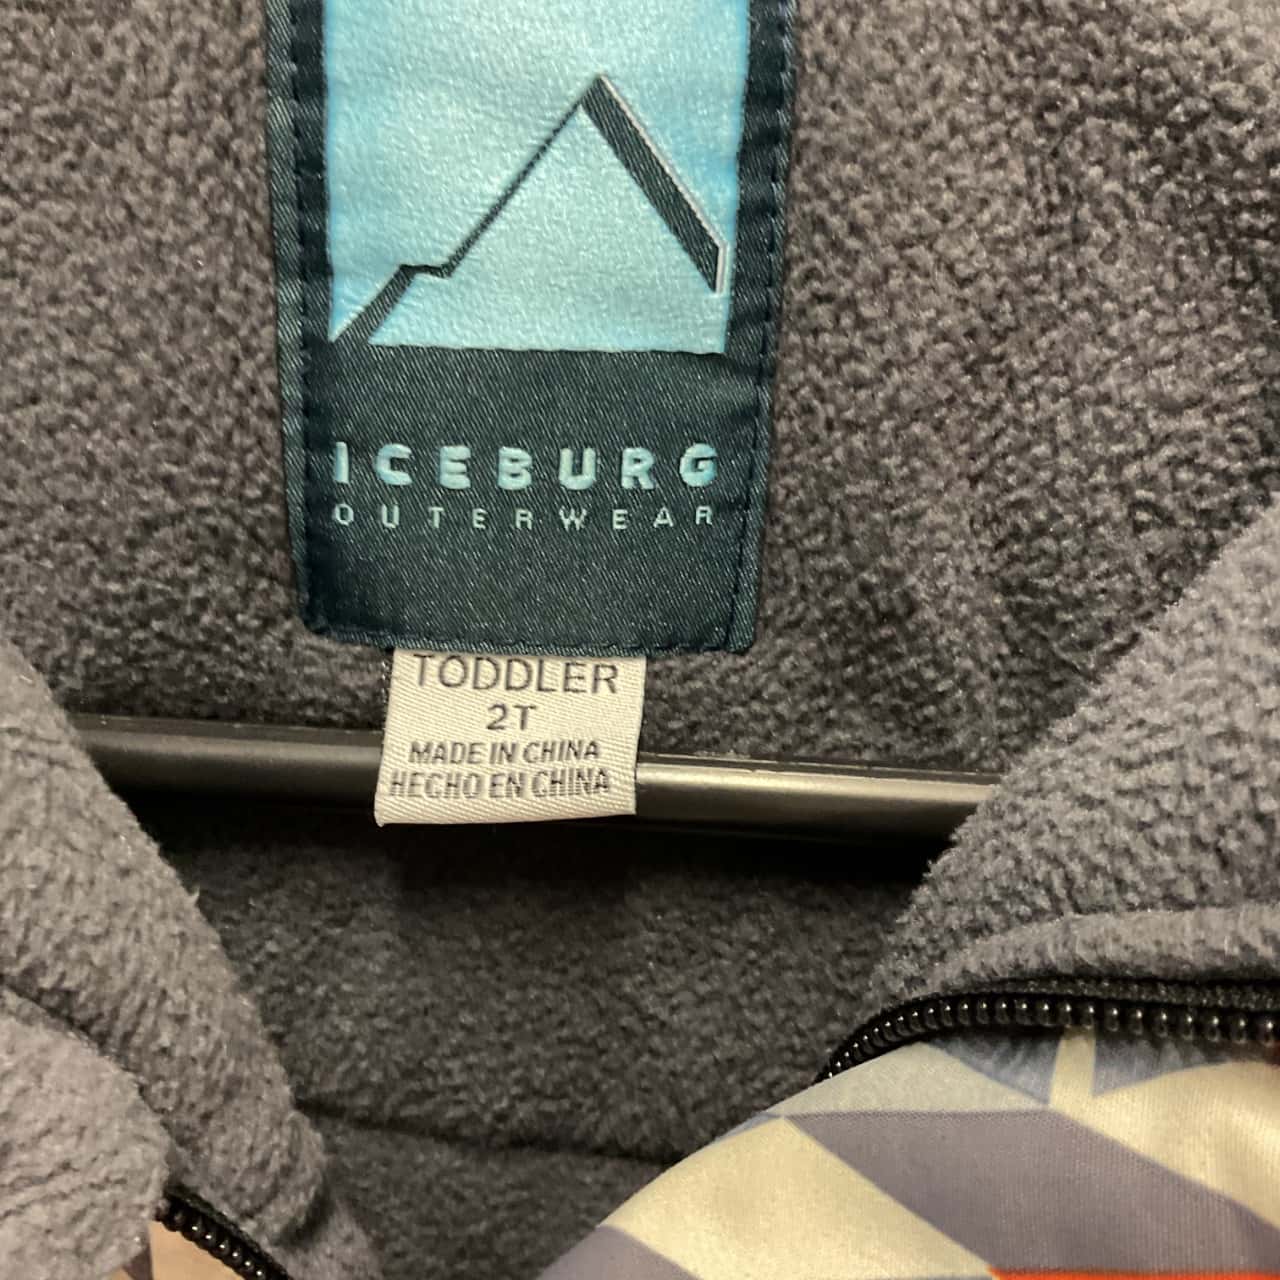 ICEBURG
OUTERWEAR
TODDLER
2T
MADE IN CHINA
HECHO EN CHINA